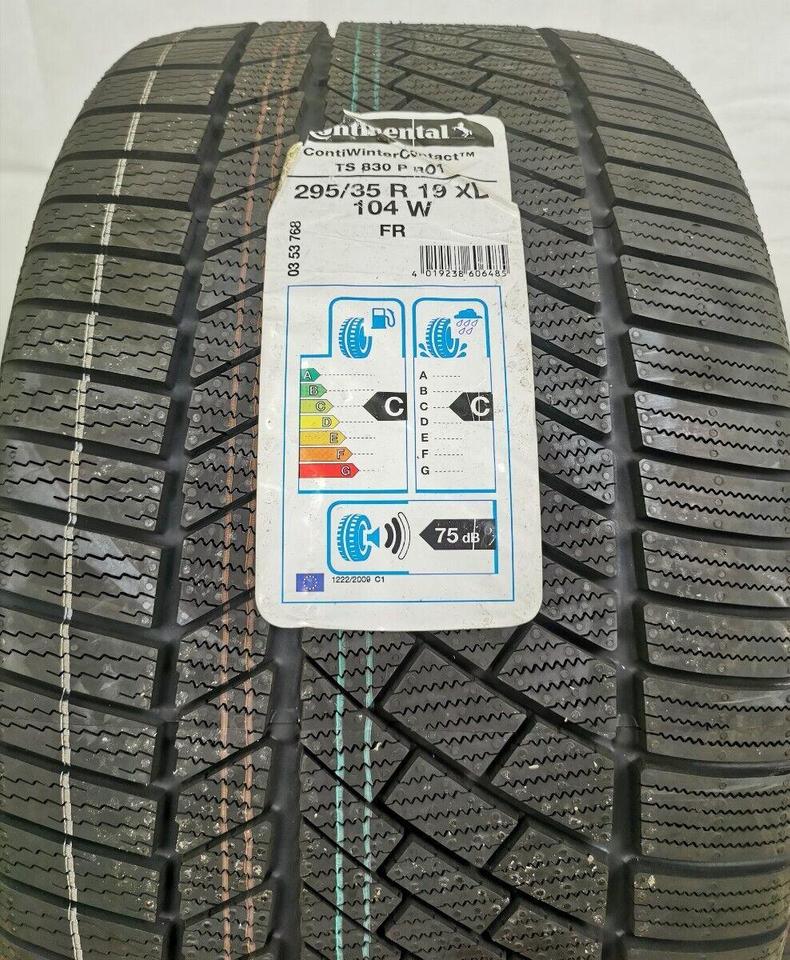 Continental
ContiWinterContact™
TS 830 P
295/35 R 19 XL
104 W
FR
03 53 768
4 019238 606485
A
B
C
D
E
F
G
C
A
B
C
D
E
F
G
C
75 dB
1222/2009 C1